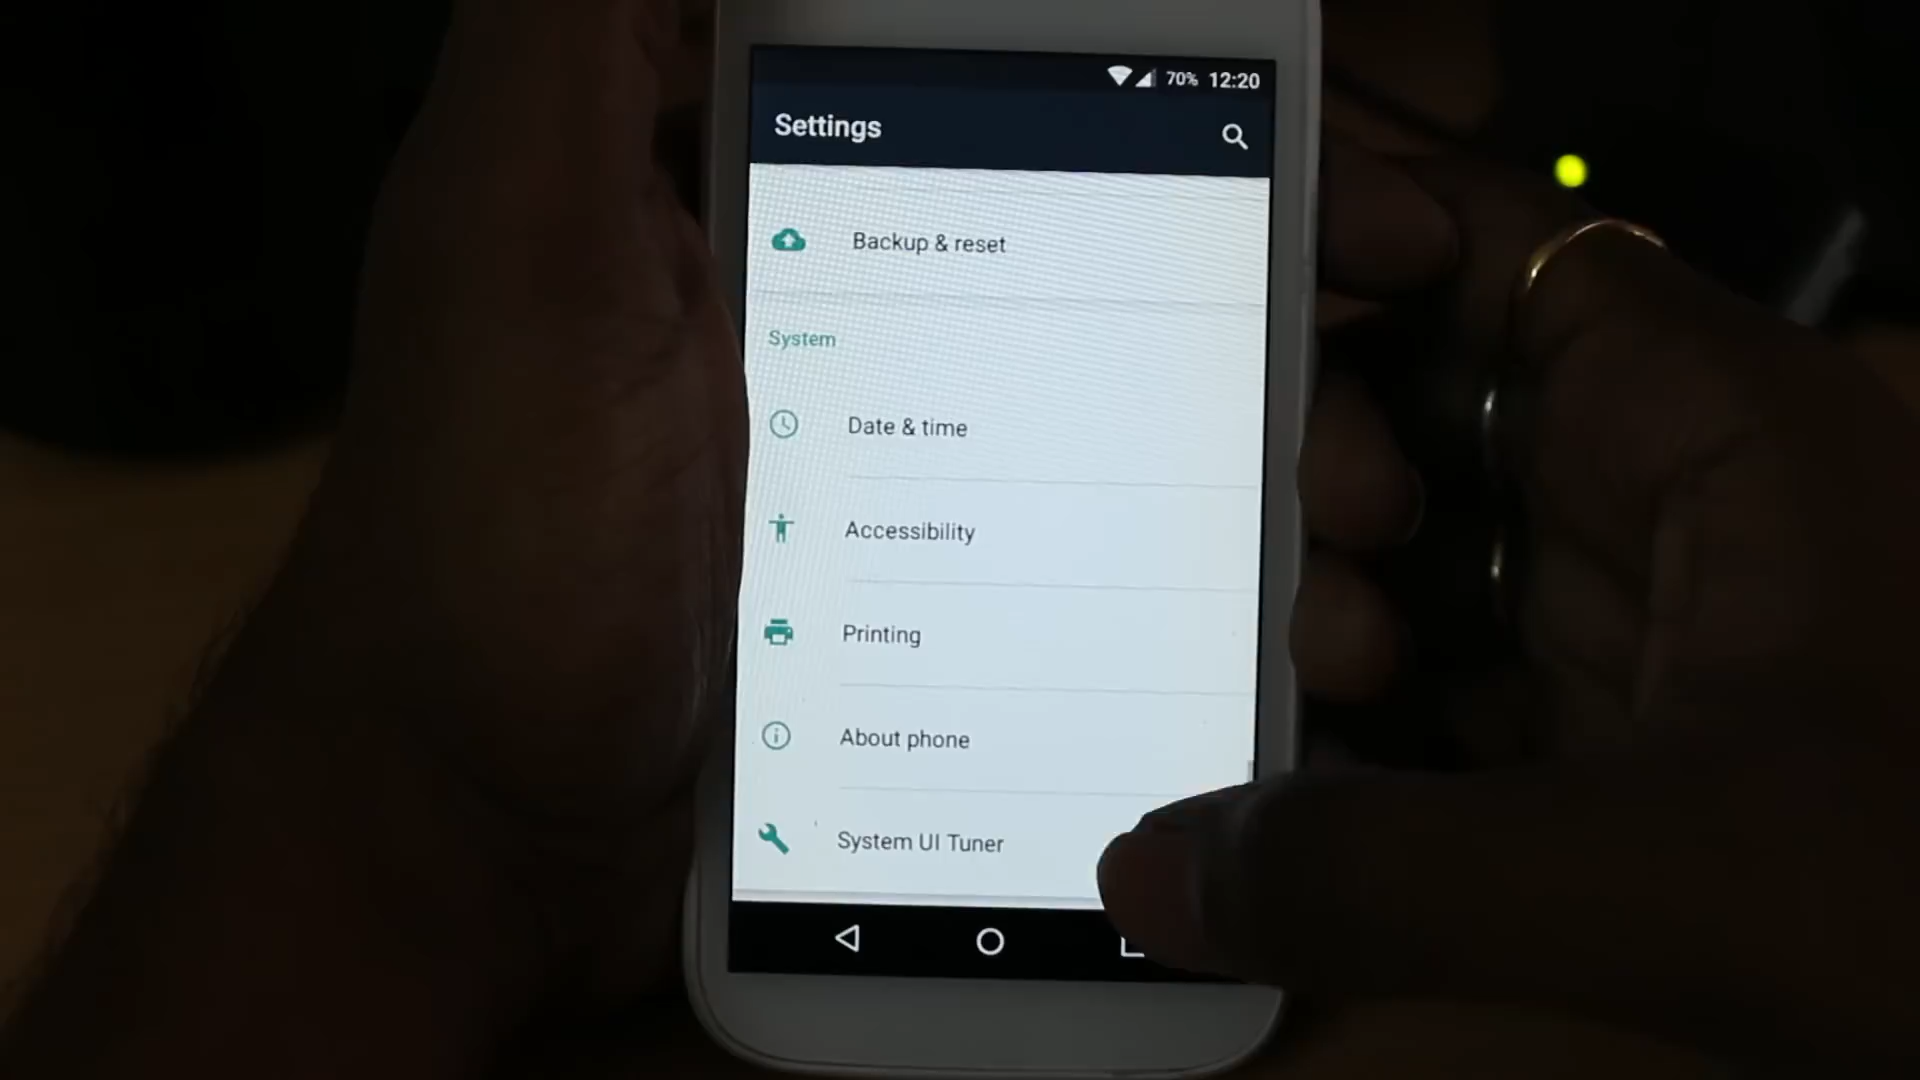 70% 12:20
Settings
Backup & reset
System
Date & time
Accessibility
Printing
About phone
System UI Tuner